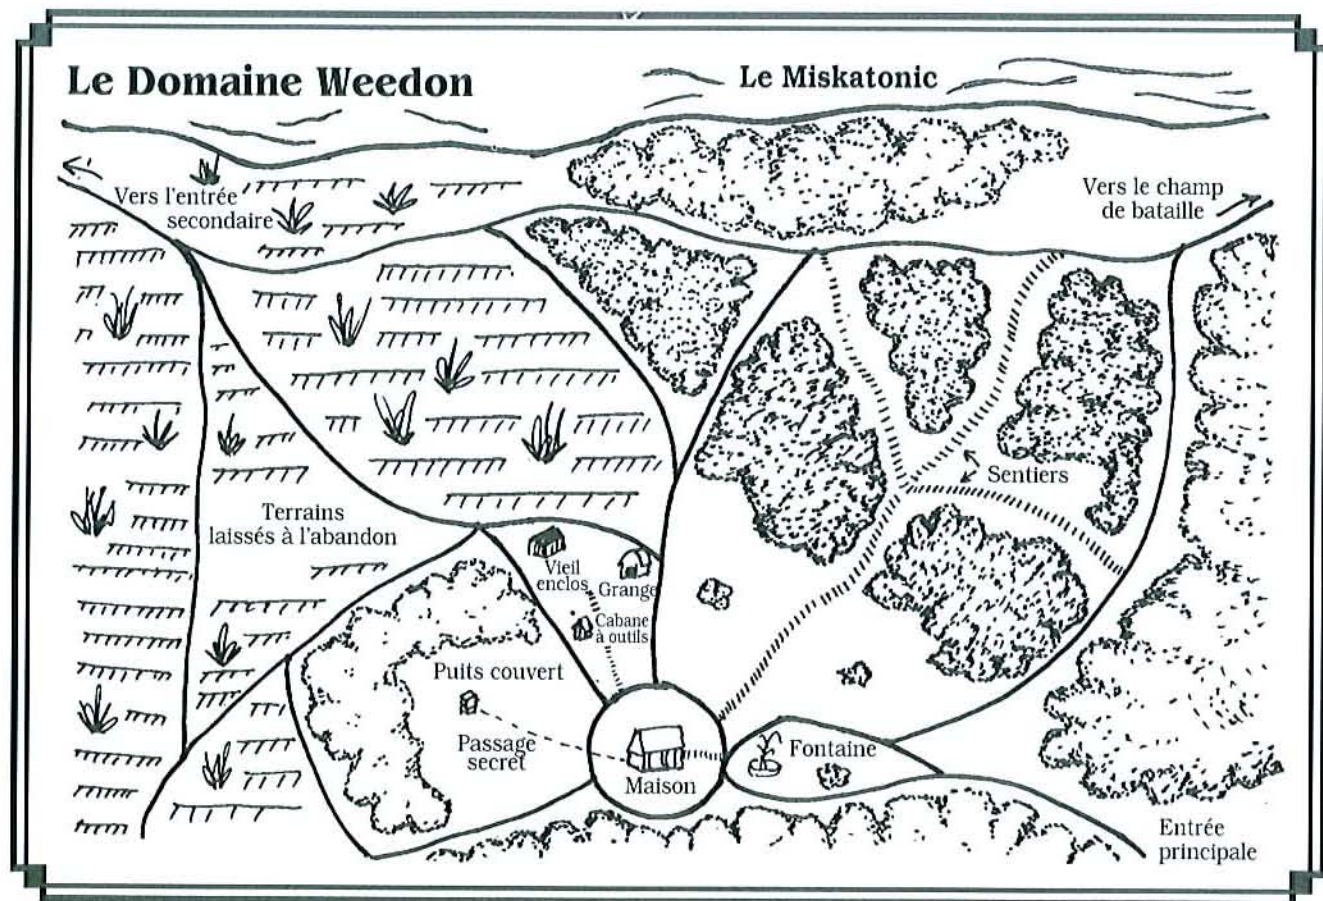 Le Domaine Weedon
Le Miskatonic
Vers l'entrée
secondaire
Vers le champ
de bataille
Sentiers
Terrains
laissés à l'abandon
Vieil
enclos
Grange
Cabane
à outils
Puits couvert
Passage
secret
Maison
Fontaine
Entrée
principale